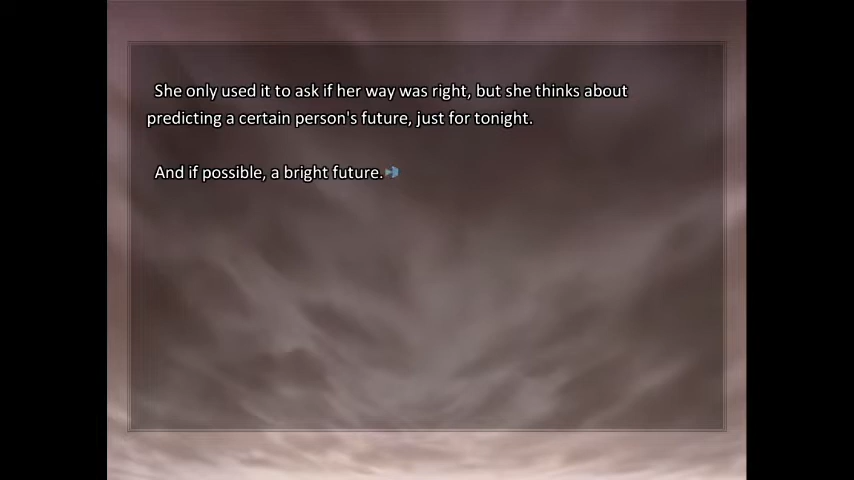 She only used it to ask if her way was right, but she thinks about
predicting a certain person's future, just for tonight.
And if possible, a bright future.